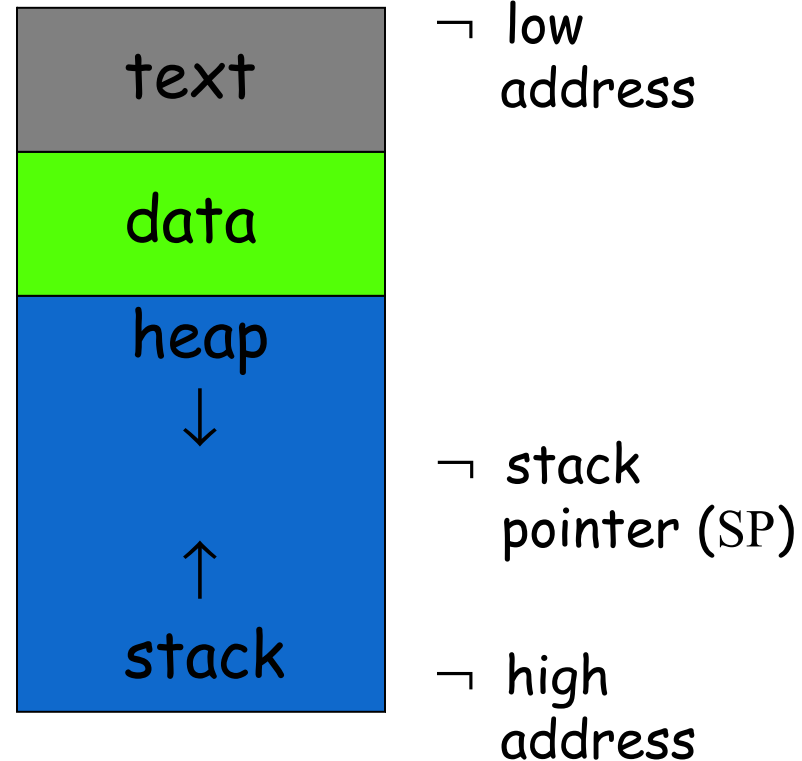 text
¬ low
address
data
heap
↓
¬ stack
pointer (SP)
↑
stack
¬ high
address